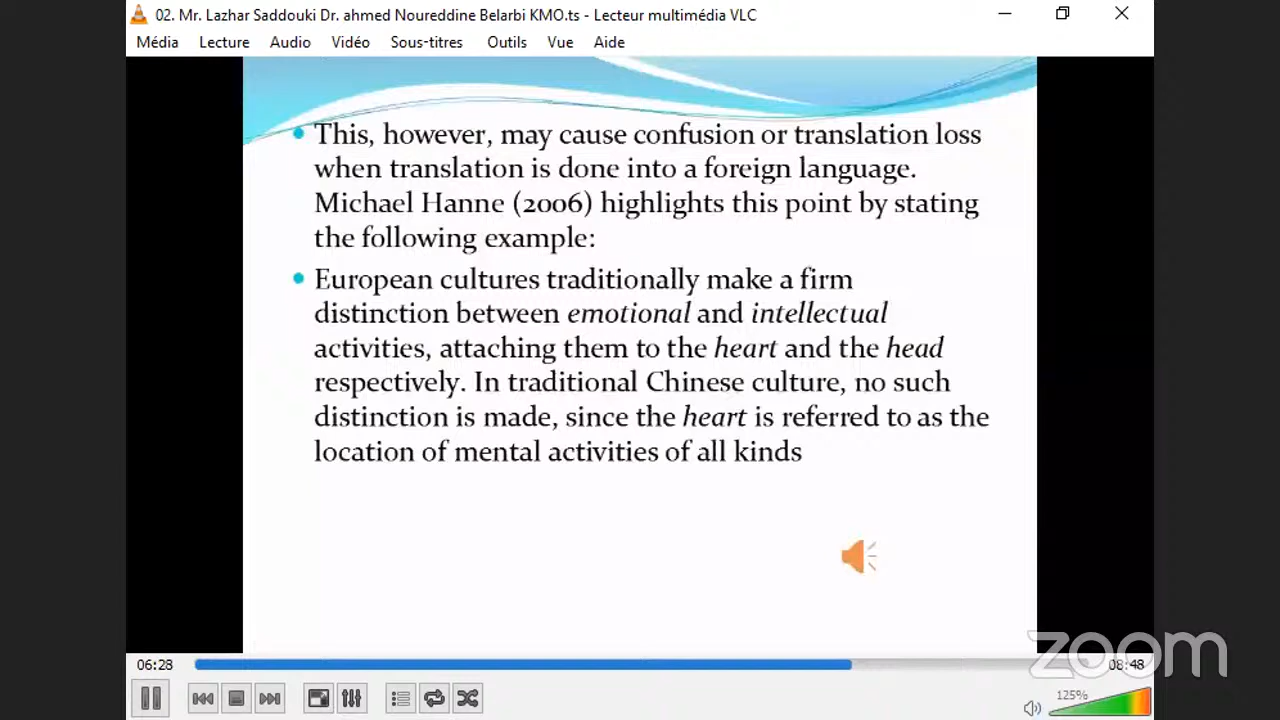 02. Mr. Lazhar Saddouki Dr. ahmed Noureddine Belarbi KMO.ts - Lecteur multimédia VLC
Média Lecture Audio Vidéo Sous-titres Outils Vue Aide
This, however, may cause confusion or translation loss
when translation is done into a foreign language.
Michael Hanne (2006) highlights this point by stating
the following example:
European cultures traditionally make a firm
distinction between emotional and intellectual
activities, attaching them to the heart and the head
respectively. In traditional Chinese culture, no such
distinction is made, since the heart is referred to as the
location of mental activities of all kinds
zoom
06:28 08:48
125%